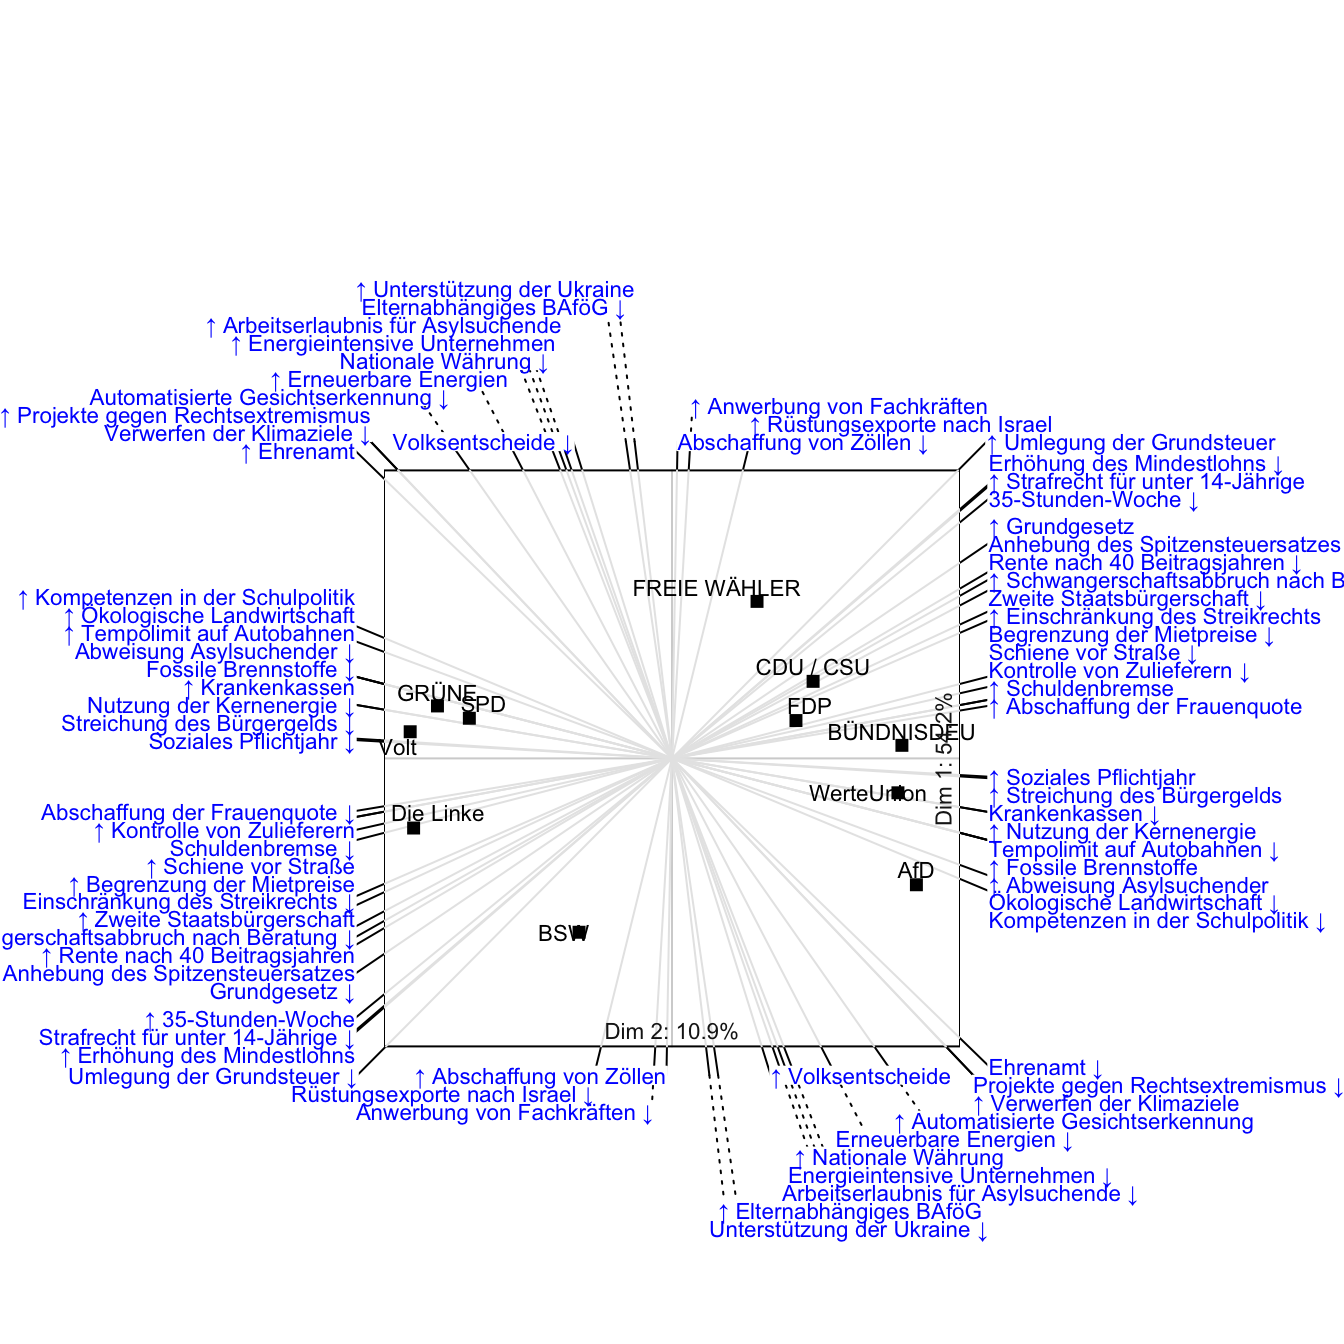 ↑ Unterstützung der Ukraine
Elternabhängiges BAföG ↓
↑ Arbeitserlaubnis für Asylsuchende
↑ Energieintensive Unternehmen
Nationale Währung ↓
↑ Erneuerbare Energien
Automatisierte Gesichtserkennung ↓
↑ Projekte gegen Rechtsextremismus
Verwerfen der Klimaziele ↓
↑ Ehrenamt
Volksentscheide ↓
↑ Anwerbung von Fachkräften
↑ Rüstungsexporte nach Israel
Abschaffung von Zöllen ↓
↑ Umlegung der Grundsteuer
Erhöhung des Mindestlohns ↓
↑ Strafrecht für unter 14-Jährige
35-Stunden-Woche ↓
↑ Grundgesetz
Anhebung des Spitzensteuersatzes
Rente nach 40 Beitragsjahren ↓
↑ Schwangerschaftsabbruch nach B
Zweite Staatsbürgerschaft ↓
↑ Einschränkung des Streikrechts
Begrenzung der Mietpreise ↓
Schiene vor Straße ↓
Kontrolle von Zulieferern ↓
↑ Schuldenbremse
↑ Abschaffung der Frauenquote
↑ Kompetenzen in der Schulpolitik
↑ Ökologische Landwirtschaft
↑ Tempolimit auf Autobahnen
Abweisung Asylsuchender ↓
Fossile Brennstoffe ↓
↑ Krankenkassen
Nutzung der Kernenergie ↓
Streichung des Bürgergelds ↓
Soziales Pflichtjahr ↓
FREIE WÄHLER
CDU / CSU
GRÜNE
SPD
FDP
BÜNDNISDEU
Volt
WerteUnion
Die Linke
AfD
BSW
Dim 1: 54.2%
Dim 2: 10.9%
↑ Soziales Pflichtjahr
↑ Streichung des Bürgergelds
Krankenkassen ↓
↑ Nutzung der Kernenergie
Tempolimit auf Autobahnen ↓
↑ Fossile Brennstoffe
↑ Abweisung Asylsuchender
Ökologische Landwirtschaft ↓
Kompetenzen in der Schulpolitik ↓
Abschaffung der Frauenquote ↓
↑ Kontrolle von Zulieferern
Schuldenbremse ↓
↑ Schiene vor Straße
↑ Begrenzung der Mietpreise
Einschränkung des Streikrechts ↓
↑ Zweite Staatsbürgerschaft
gerschaftsabbruch nach Beratung ↓
↑ Rente nach 40 Beitragsjahren
Anhebung des Spitzensteuersatzes
Grundgesetz ↓
↑ 35-Stunden-Woche
Strafrecht für unter 14-Jährige ↓
↑ Erhöhung des Mindestlohns
Umlegung der Grundsteuer ↓
↑ Abschaffung von Zöllen
Rüstungsexporte nach Israel ↓
Anwerbung von Fachkräften ↓
↑ Volksentscheide
Ehrenamt ↓
Projekte gegen Rechtsextremismus ↓
↑ Verwerfen der Klimaziele
↑ Automatisierte Gesichtserkennung
Erneuerbare Energien ↓
↑ Nationale Währung
Energieintensive Unternehmen ↓
Arbeitserlaubnis für Asylsuchende ↓
↑ Elternabhängiges BAföG
Unterstützung der Ukraine ↓